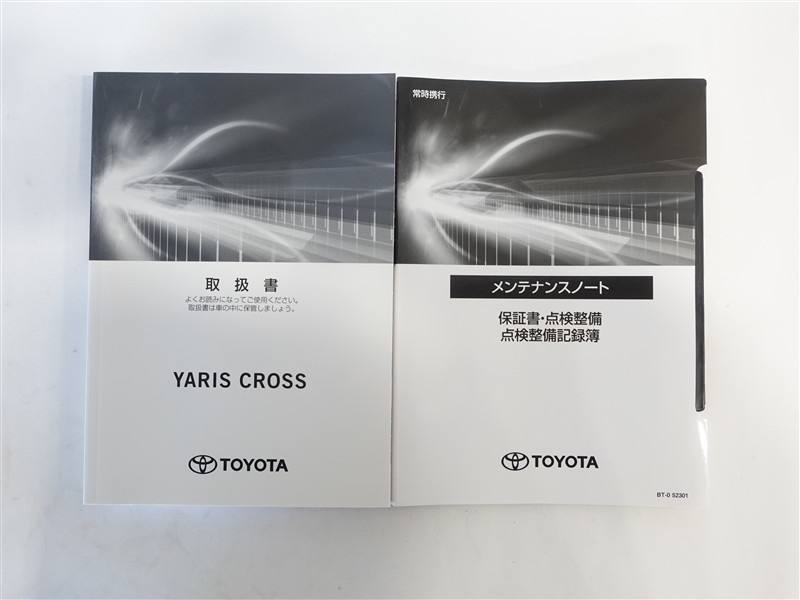 取扱書
よくお読みになってご使用ください。
取扱書は車の中に保管しましょう。
YARIS CROSS
TOYOTA
常時携行
メンテナンスノート
保証書・点検整備
点検整備記録簿
TOYOTA
BT-0 52301